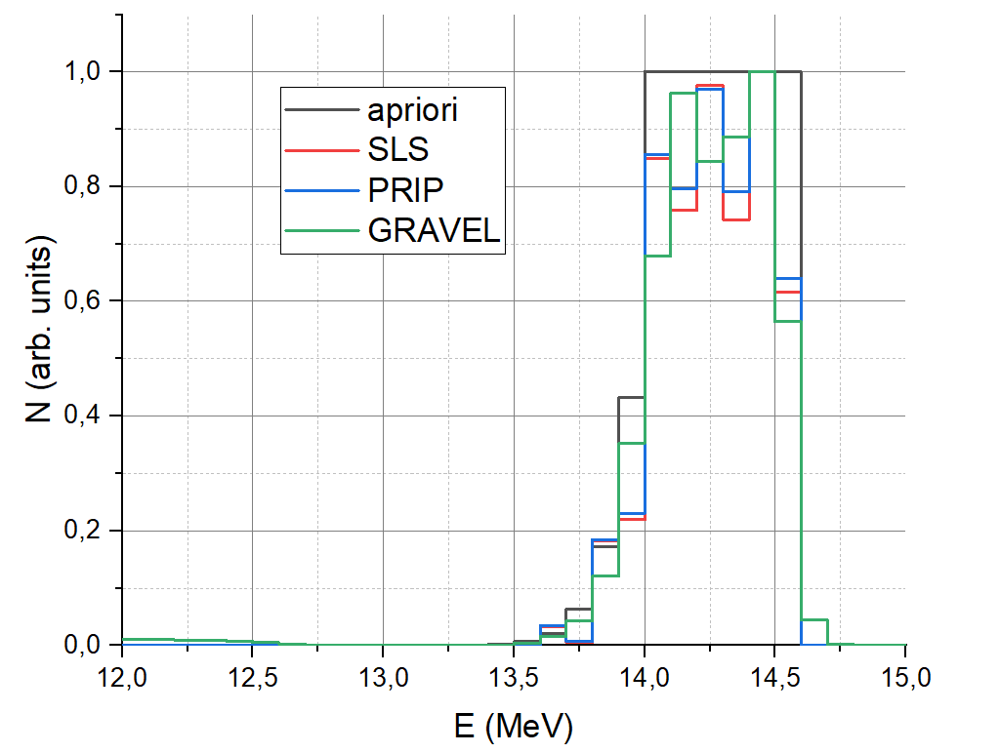 1,0
0,8
0,6
0,4
0,2
0,0
N (arb. units)
apriori
SLS
PRIP
GRAVEL
12,0 12,5 13,0 13,5 14,0 14,5 15,0
E (MeV)